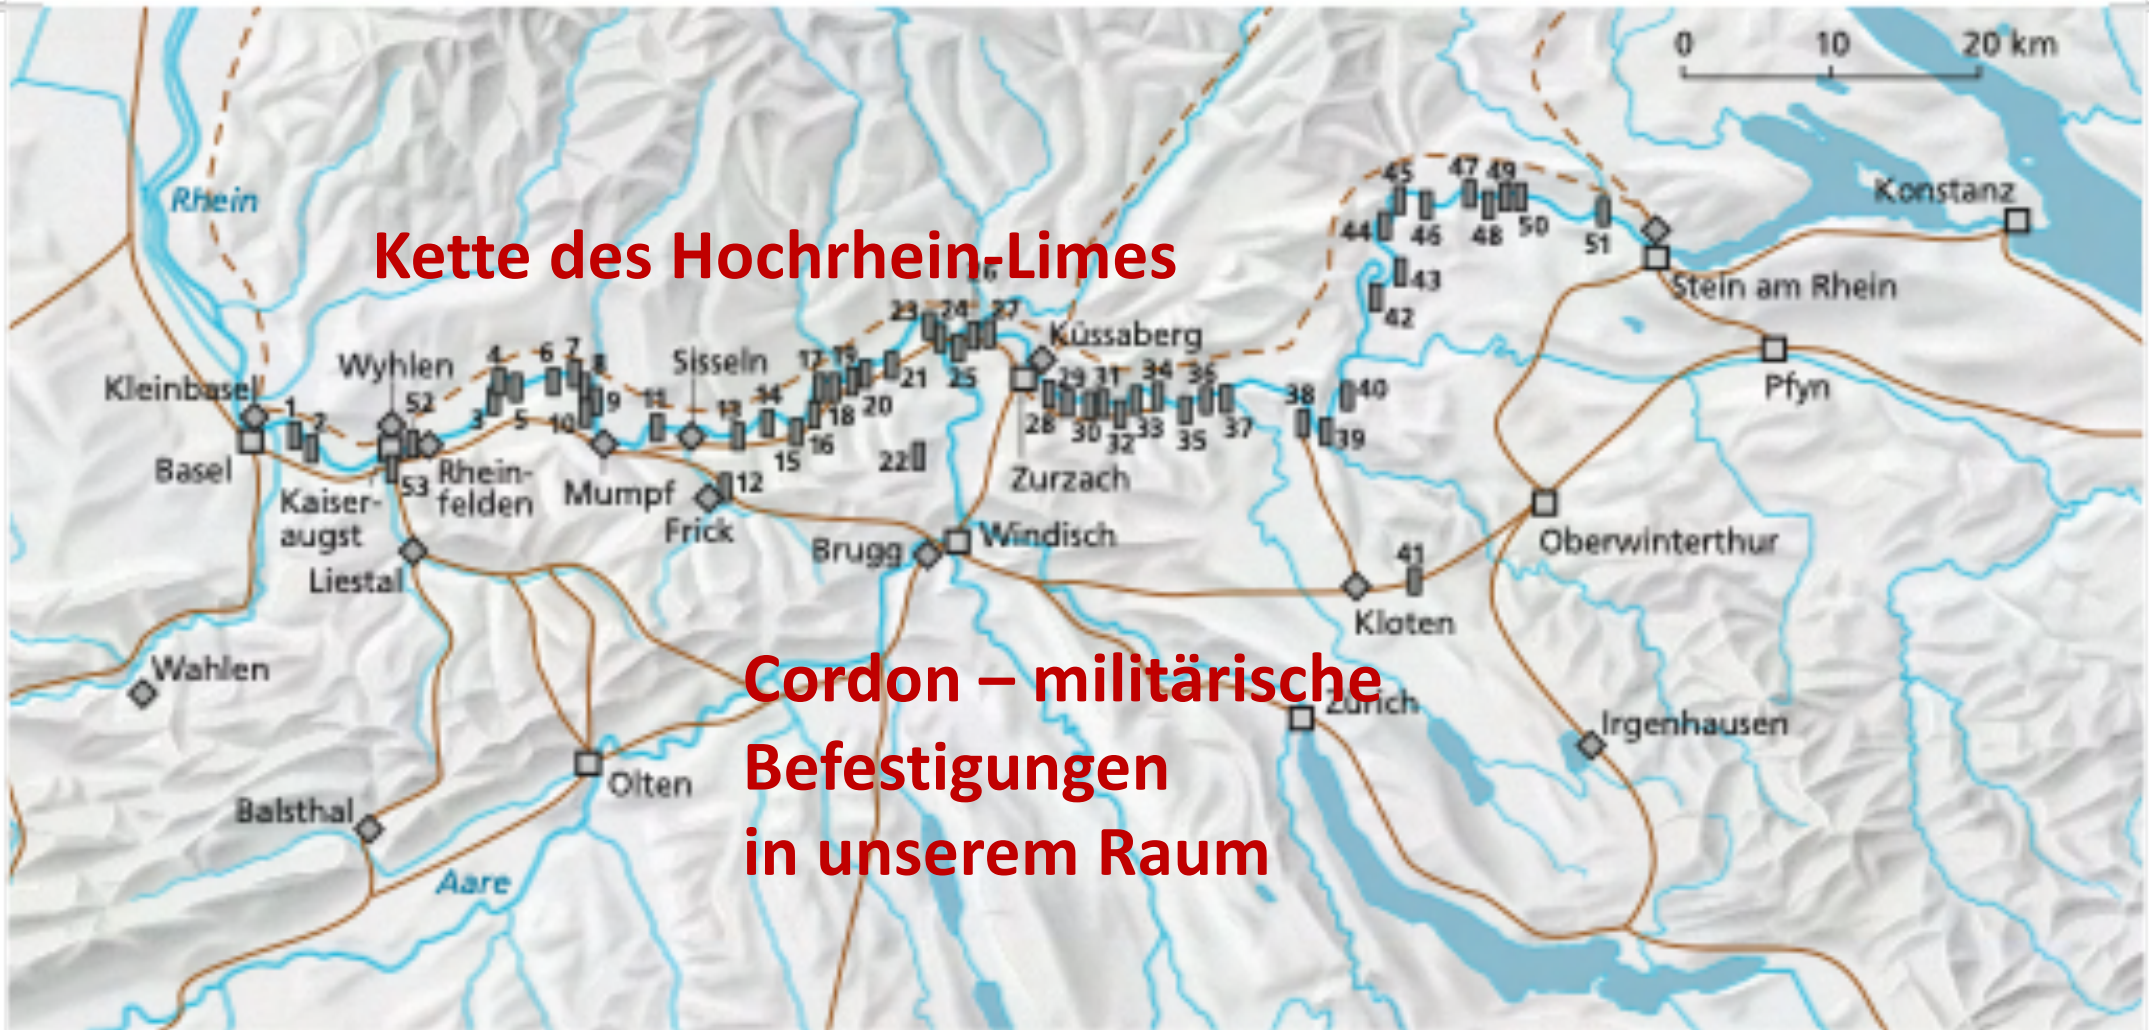 0 10 20 km
Rhein
Konstanz
Kette des Hochrhein-Limes
45
47
49
44
46
48
50
51
43
42
Stein am Rhein
26
23
24
27
Küssaberg
Wyhlen
4
6
7
8
Sisseln
17
19
21
25
29
31
34
36
38
40
Pfyn
Kleinbasel
1
2
52
3
5
10
9
11
13
14
18
20
28
30
32
33
35
37
39
Basel
15
16
22
Zurzach
53
Rhein-
felden
Kaiser-
augst
Mumpf
12
Frick
Brugg
Windisch
Oberwinterthur
Liestal
41
Kloten
Wahlen
Cordon – militärische
Zürich
Befestigungen
in unserem Raum
Irgenhausen
Olten
Balsthal
Aare